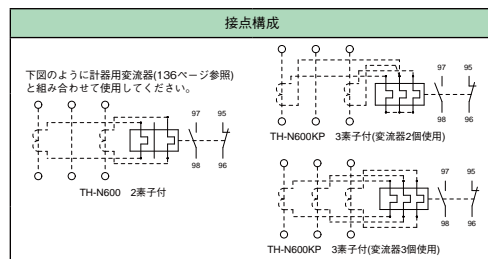 接点構成
下図のように計器用変流器(136ページ参照)
と組み合わせて使用してください。
97 95
98 96
TH-N600 2素子付
97 95
98 96
TH-N600KP 3素子付(変流器2個使用)
97 95
98 96
TH-N600KP 3素子付(変流器3個使用)